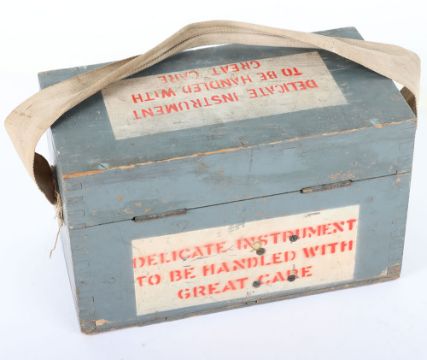 DELICATE INSTRUMENT
TO BE HANDLED WITH
GREAT CARE
DELICATE INSTRUMENT
TO BE HANDLED WITH
GREAT CARE